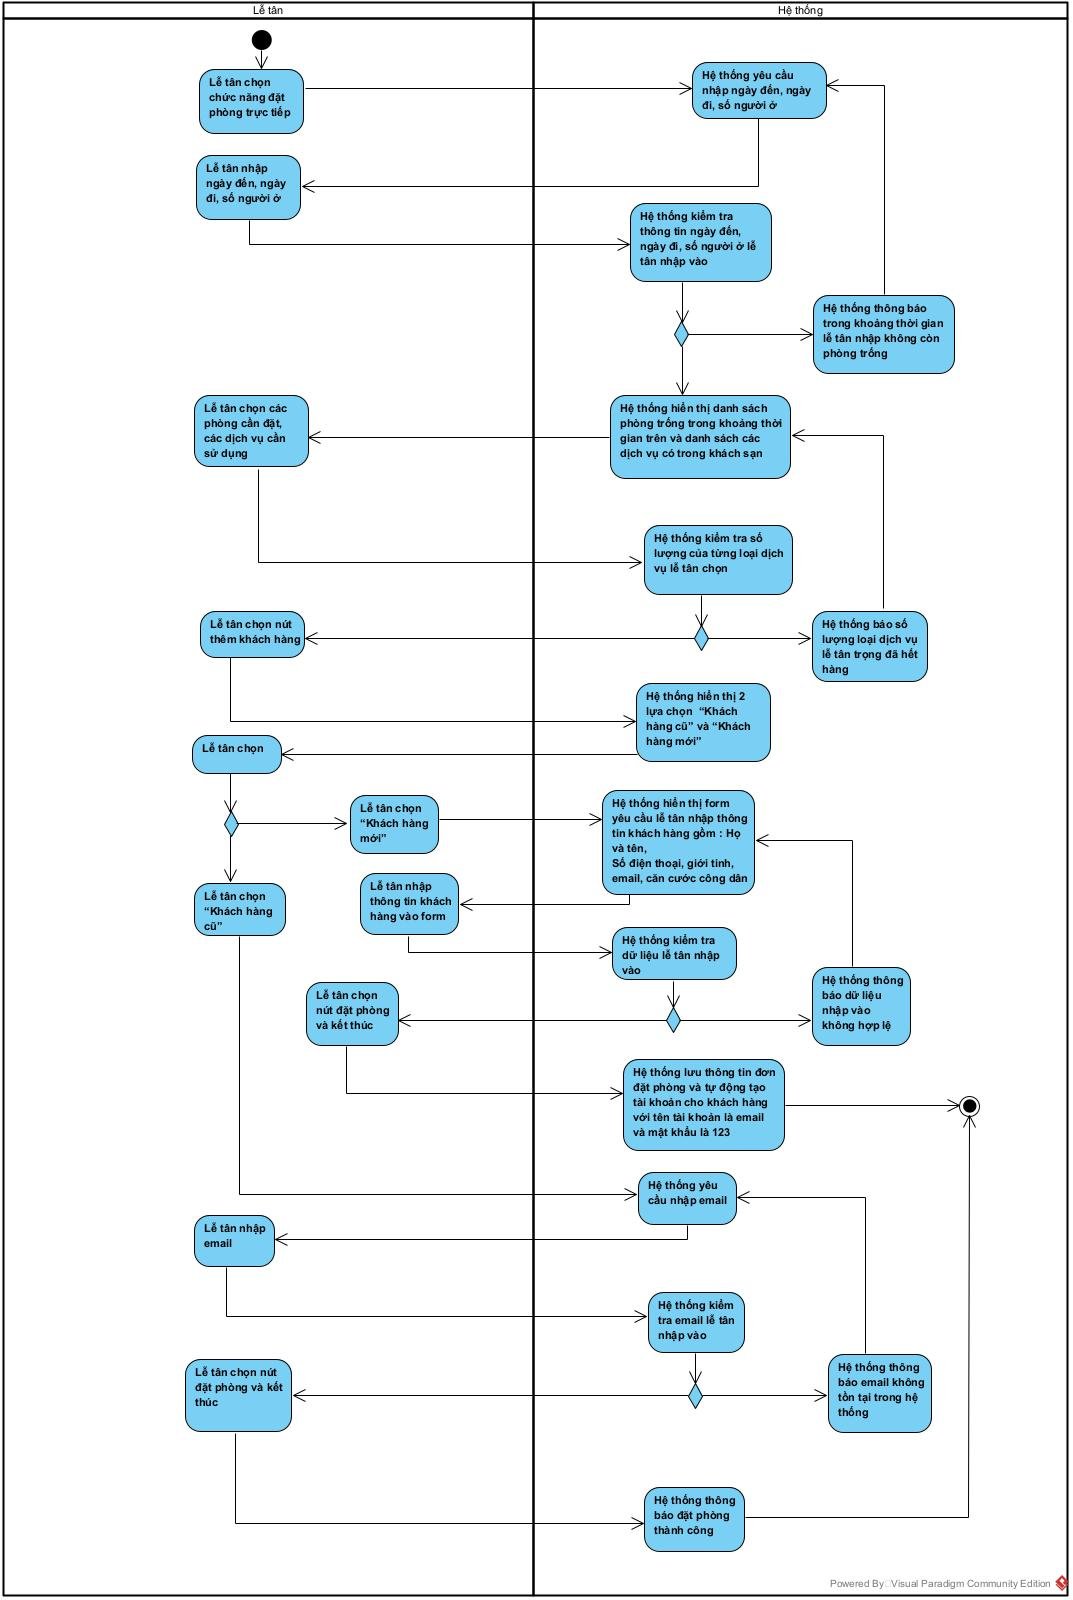 Lễ tân
Hệ thống
Lễ tân chọn
chức năng đặt
phòng trực tiếp
Hệ thống yêu cầu
nhập ngày đến, ngày
đi, số người ở
Lễ tân nhập
ngày đến, ngày
đi, số người ở
Hệ thống kiểm tra
thông tin ngày đến,
ngày đi, số người ở lễ
tân nhập vào
Hệ thống thông báo
trong khoảng thời gian
lễ tân nhập không còn
phòng trống
Lễ tân chọn các
phòng cần đặt,
các dịch vụ cần
sử dụng
Hệ thống hiển thị danh sách
phòng trống trong khoảng thời
gian trên và danh sách các
dịch vụ có trong khách sạn
Hệ thống kiểm tra số
lượng của từng loại dịch
vụ lễ tân chọn
Lễ tân chọn nút
thêm khách hàng
Hệ thống báo số
lượng loại dịch vụ
lễ tân trọng đã hết
hàng
Hệ thống hiển thị 2
lựa chọn “Khách
hàng cũ” và “Khách
hàng mới”
Lễ tân chọn
Lễ tân chọn
“Khách hàng
mới”
Hệ thống hiển thị form
yêu cầu lễ tân nhập thông
tin khách hàng gồm : Họ
và tên,
Số điện thoại, giới tính,
email, căn cước công dân
Lễ tân chọn
“Khách hàng
cũ”
Lễ tân nhập
thông tin khách
hàng vào form
Hệ thống kiểm tra
dữ liệu lễ tân nhập
vào
Lễ tân chọn
nút đặt phòng
và kết thúc
Hệ thống thông
báo dữ liệu
nhập vào
không hợp lệ
Hệ thống lưu thông tin đơn
đặt phòng và tự động tạo
tài khoản cho khách hàng
với tên tài khoản là email
và mật khẩu là 123
Hệ thống yêu
cầu nhập email
Lễ tân nhập
email
Hệ thống kiểm
tra email lễ tân
nhập vào
Lễ tân chọn nút
đặt phòng và kết
thúc
Hệ thống thông
báo email không
tồn tại trong hệ
thống
Hệ thống thông
báo đặt phòng
thành công
Powered By Visual Paradigm Community Edition